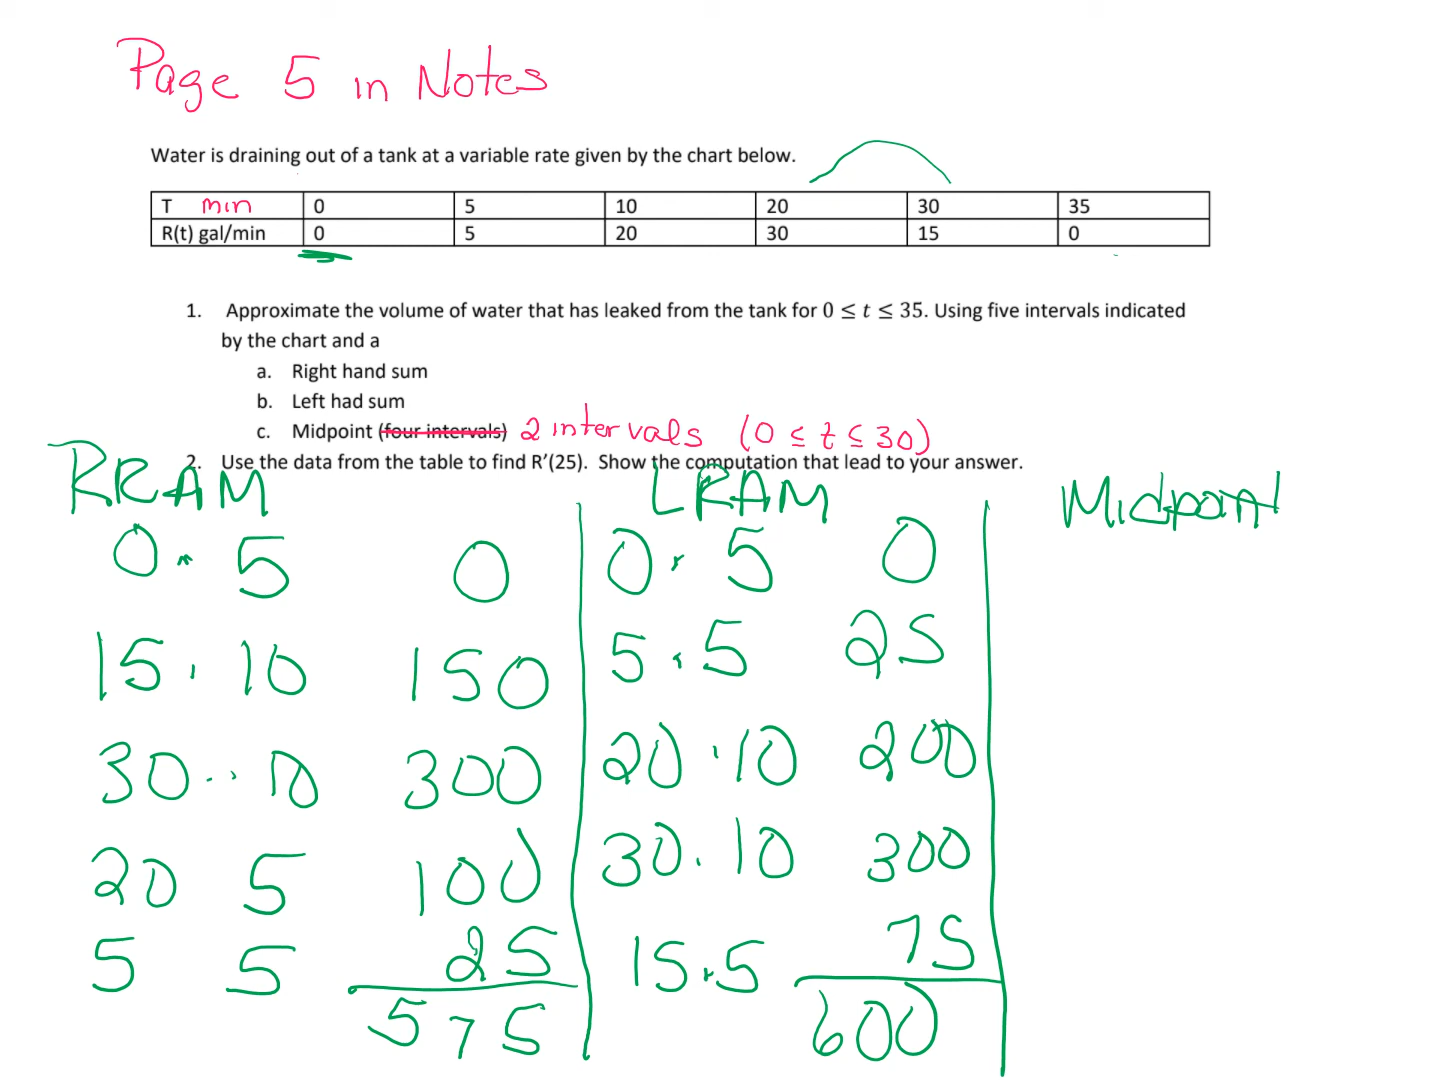 Page 5 in Notes
Water is draining out of a tank at a variable rate given by the chart below.
T min 0 5 10 20 30 35
R(t) gal/min 0 5 20 30 15 0
1. Approximate the volume of water that has leaked from the tank for 0 ≤ t ≤ 35. Using five intervals indicated
by the chart and a
a. Right hand sum
b. Left had sum
c. Midpoint (four intervals) 2 intervals (0 ≤ t ≤ 30)
2. Use the data from the table to find R'(25). Show the computation that lead to your answer.
RRAM LRAM Midpoint
0 · 5 0 0 · 5 0
15 · 10 150 5 · 5 25
30 · · 10 300 20 · 10 200
20 5 100 30 · 10 300
5 5 25 15 · 5 75
575 600